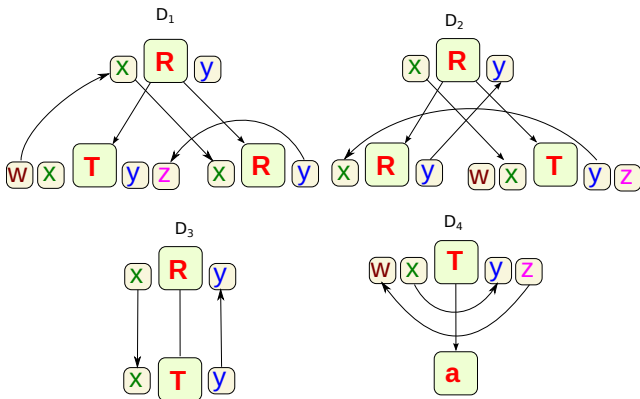 D1 D2
x R y x R y
w x T y z x R y x R y w x T y z
D3 D4
x R y w x T y z
x T y a